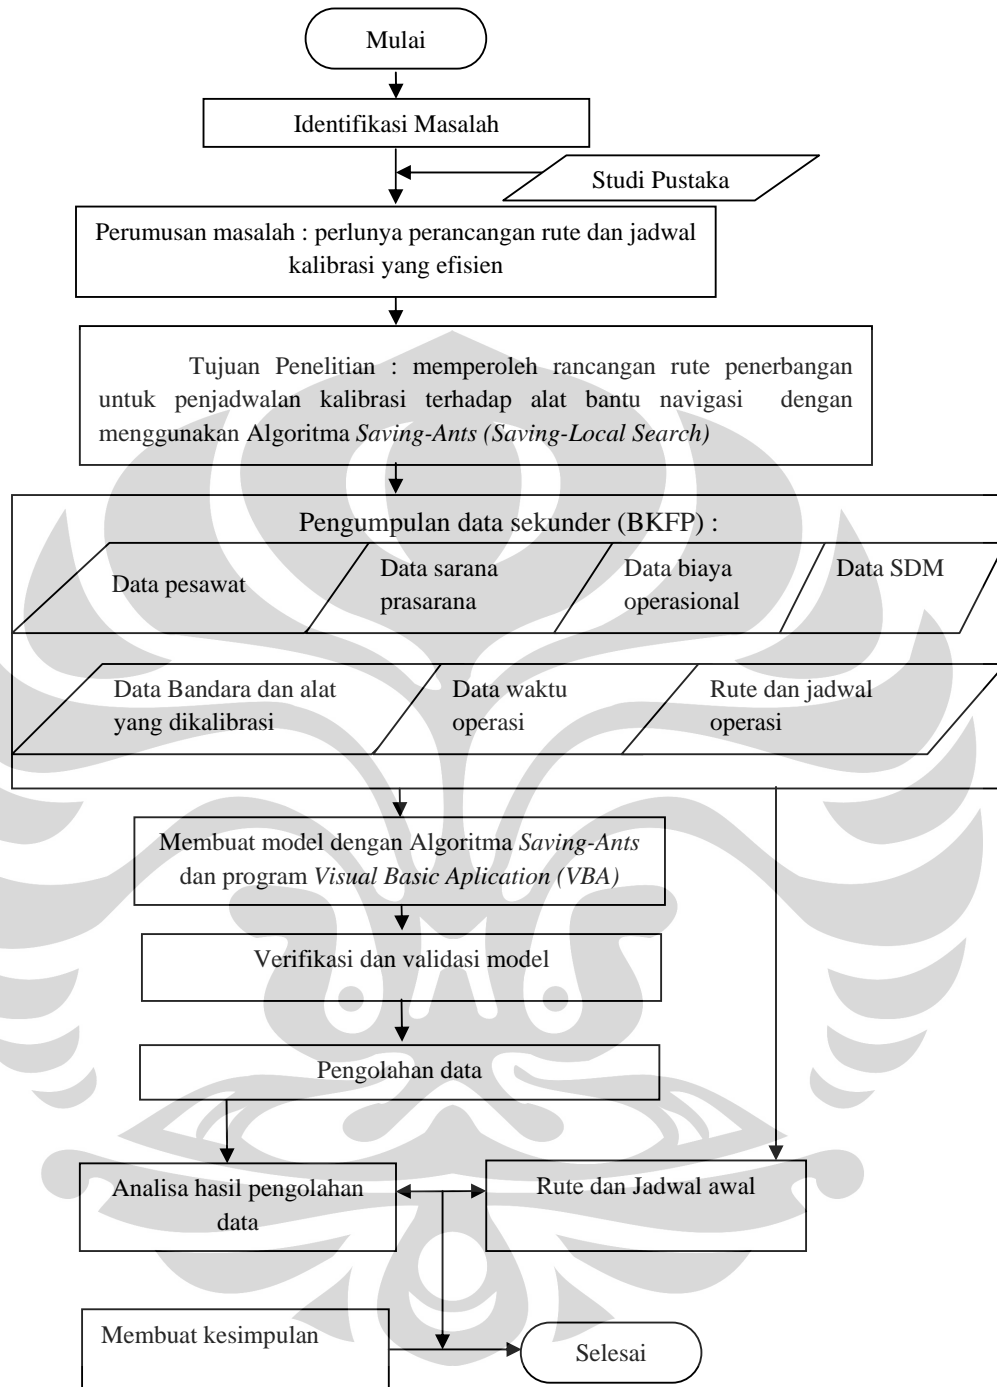 Mulai
Identifikasi Masalah
Studi Pustaka
Perumusan masalah : perlunya perancangan rute dan jadwal
kalibrasi yang efisien
Tujuan Penelitian : memperoleh rancangan rute penerbangan
untuk penjadwalan kalibrasi terhadap alat bantu navigasi dengan
menggunakan Algoritma Saving-Ants (Saving-Local Search)
Pengumpulan data sekunder (BKFP) :
Data pesawat
Data sarana
prasarana
Data biaya
operasional
Data SDM
Data Bandara dan alat
yang dikalibrasi
Data waktu
operasi
Rute dan jadwal
operasi
Membuat model dengan Algoritma Saving-Ants
dan program Visual Basic Aplication (VBA)
Verifikasi dan validasi model
Pengolahan data
Analisa hasil pengolahan
data
Rute dan Jadwal awal
Membuat kesimpulan
Selesai